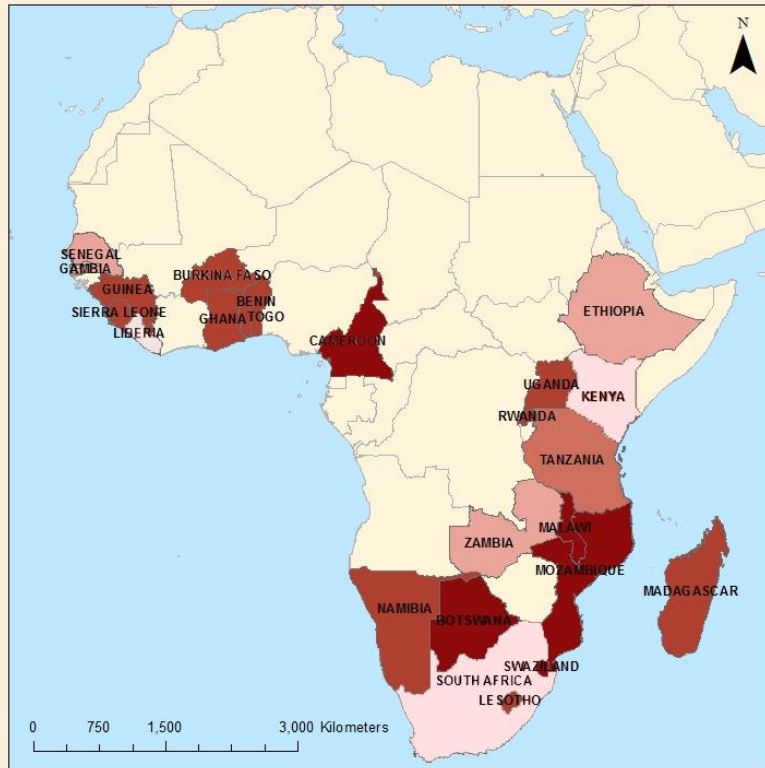 N
SENEGAL
GAMBIA
GUINEA
SIERRA LEONE
LIBERIA
BURKINA FASO
BENIN
GHANA
TOGO
CAMEROON
ETHIOPIA
UGANDA
KENYA
RWANDA
TANZANIA
MALAWI
ZAMBIA
MOZAMBIQUE
MADAGASCAR
NAMIBIA
BOTSWANA
SWAZILAND
SOUTH AFRICA
LESOTHO
0 750 1,500 3,000 Kilometers